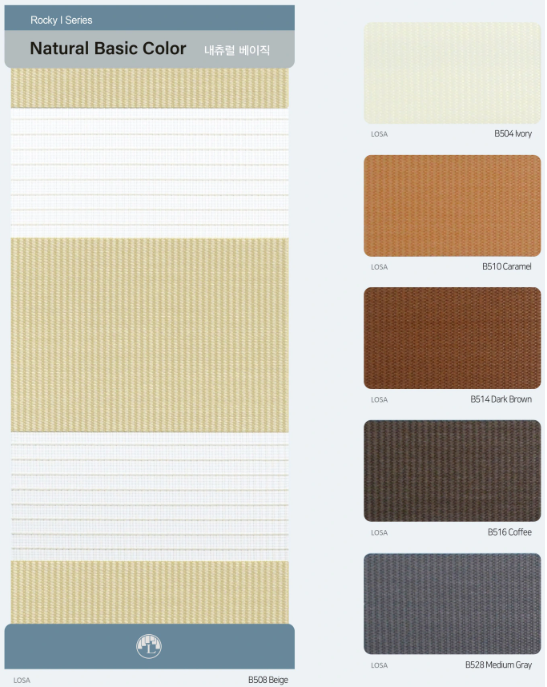 Rocky I Series
Natural Basic Color 내츄럴 베이직
L
LOSA B508 Beige
LOSA B504 Ivory
LOSA B510 Caramel
LOSA B514 Dark Brown
LOSA B516 Coffee
LOSA B528 Medium Gray